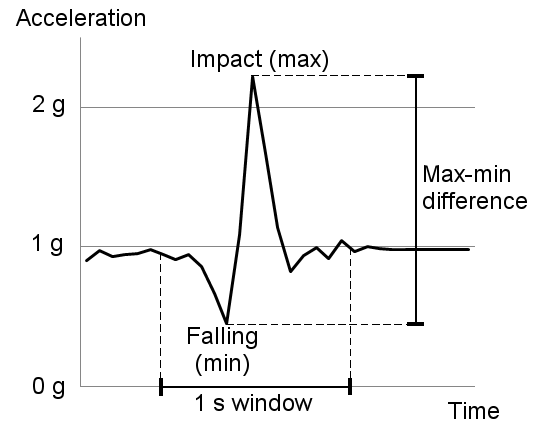 Acceleration
Impact (max)
2 g
Max-min
difference
1 g
Falling
(min)
0 g
1 s window
Time